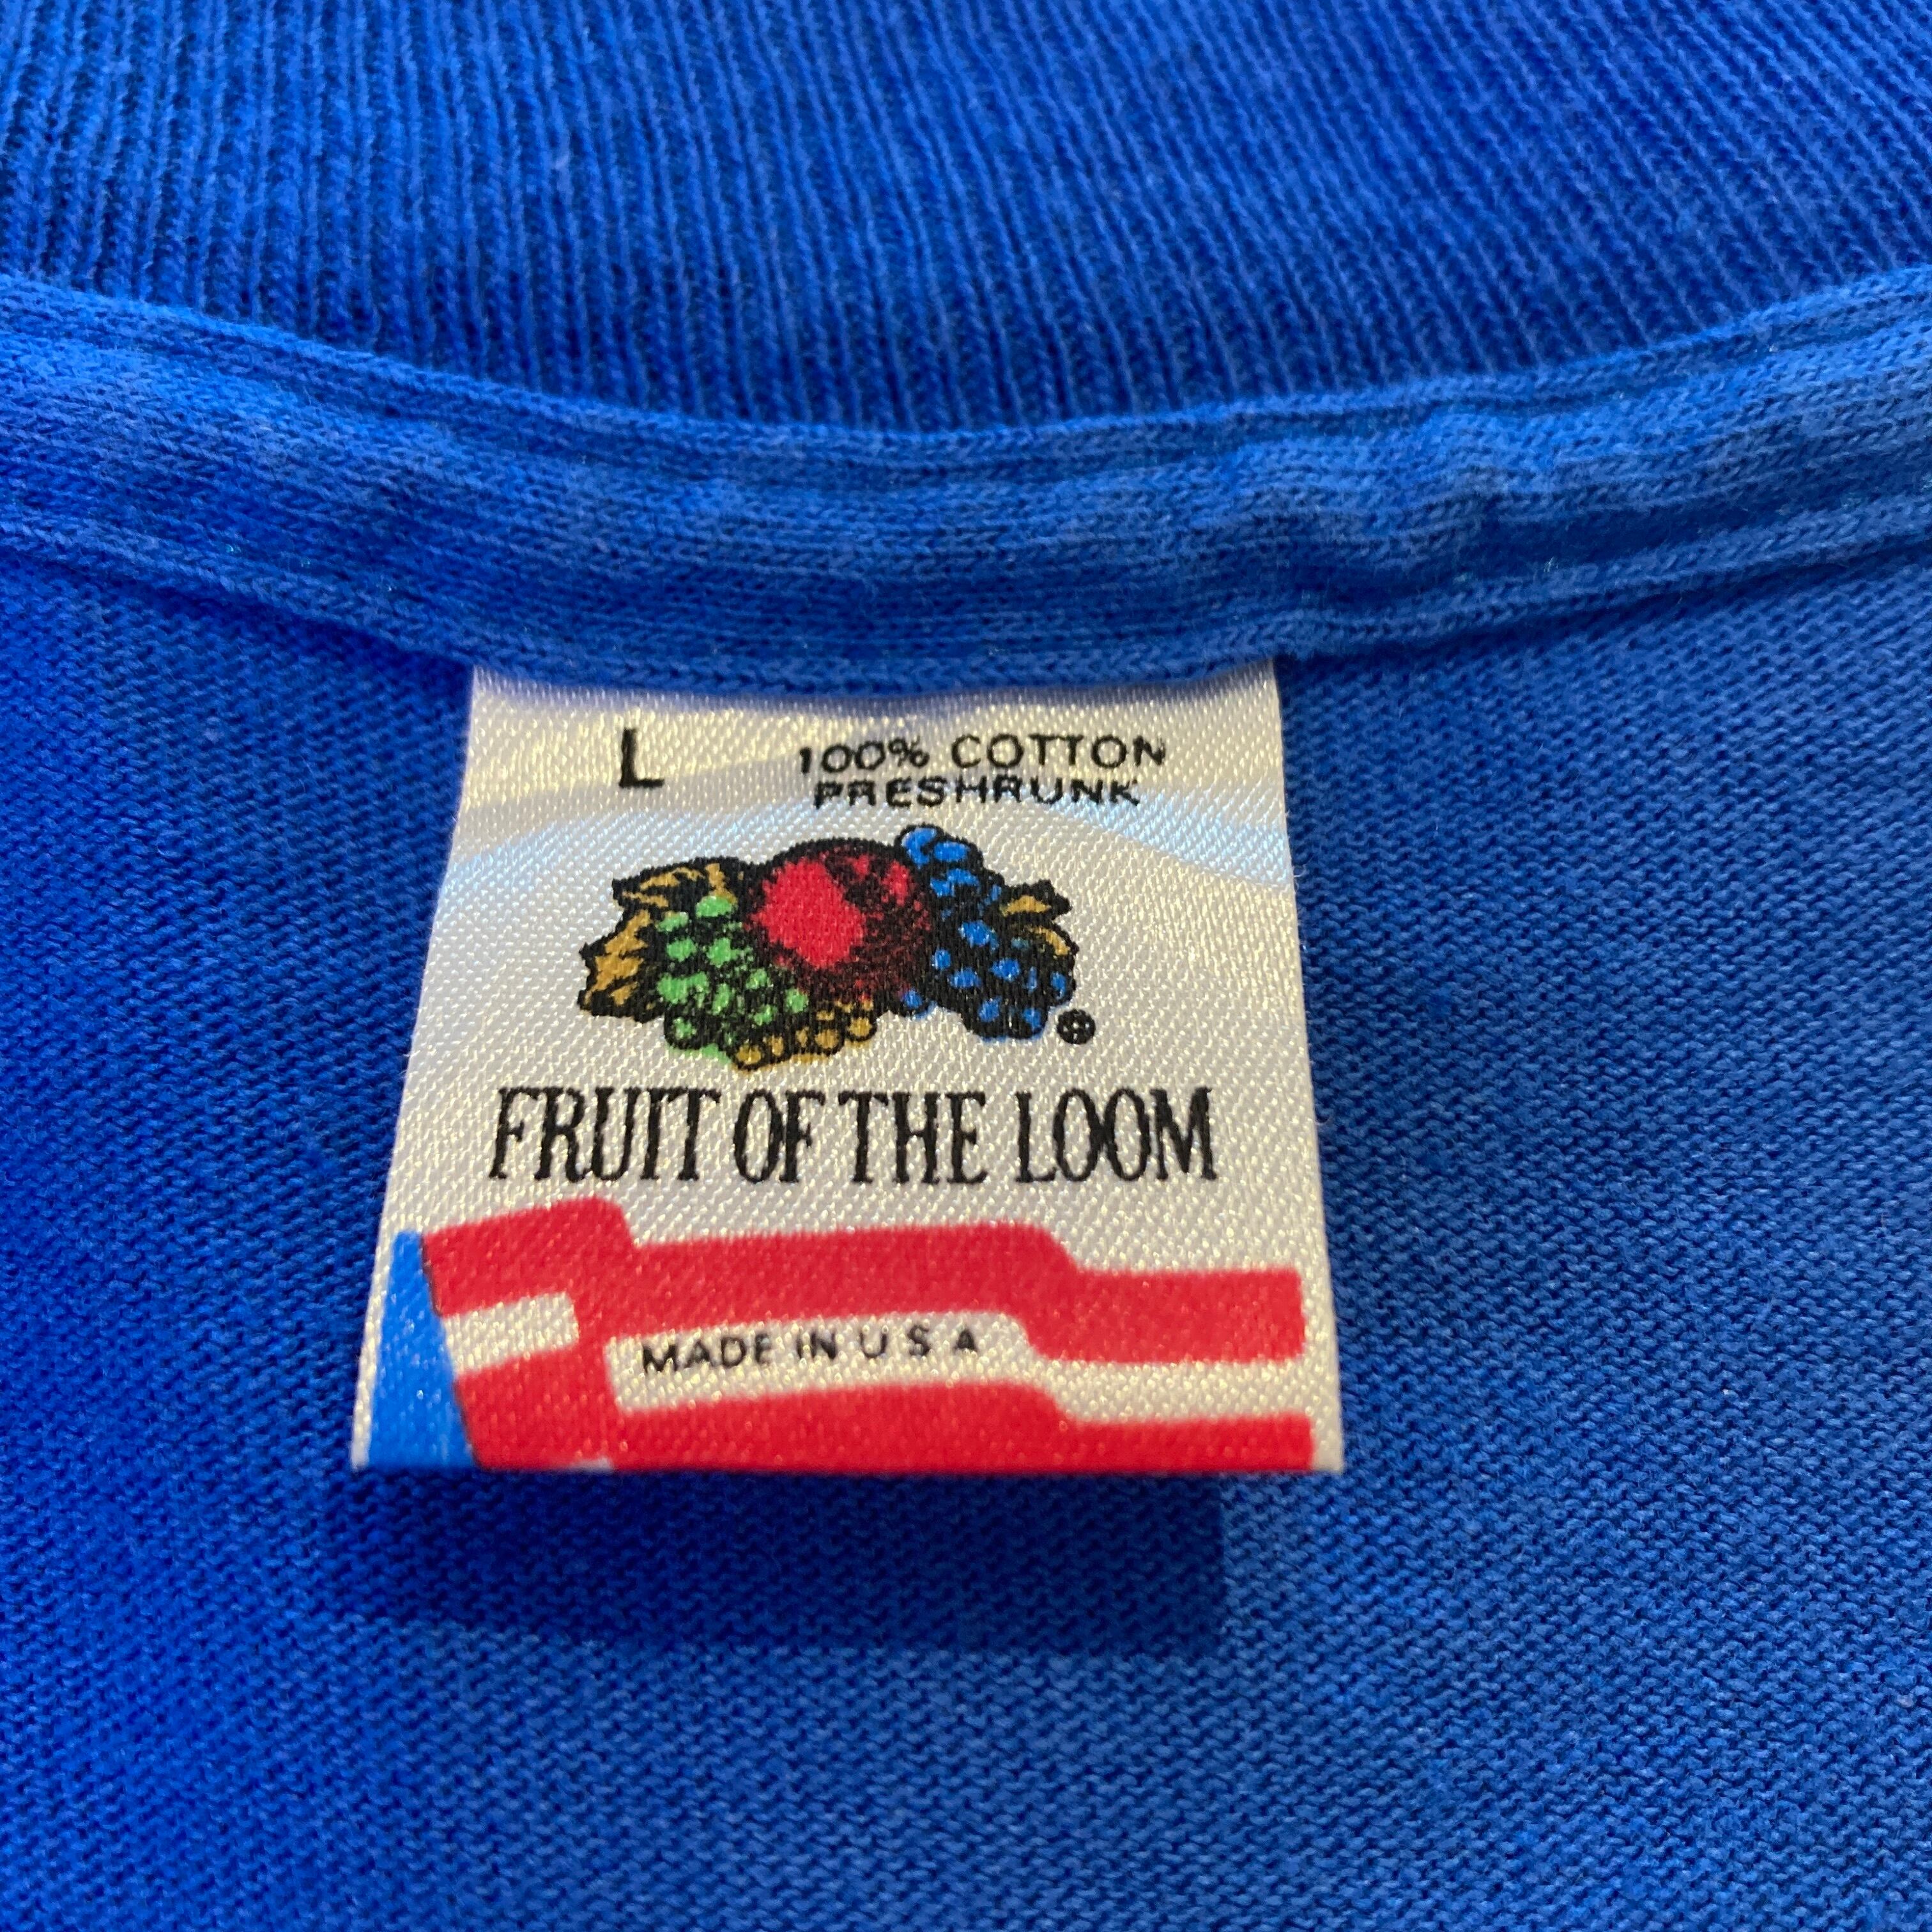 L 100% COTTON
PRESHRUNK
®
FRUIT OF THE LOOM
MADE IN U S A